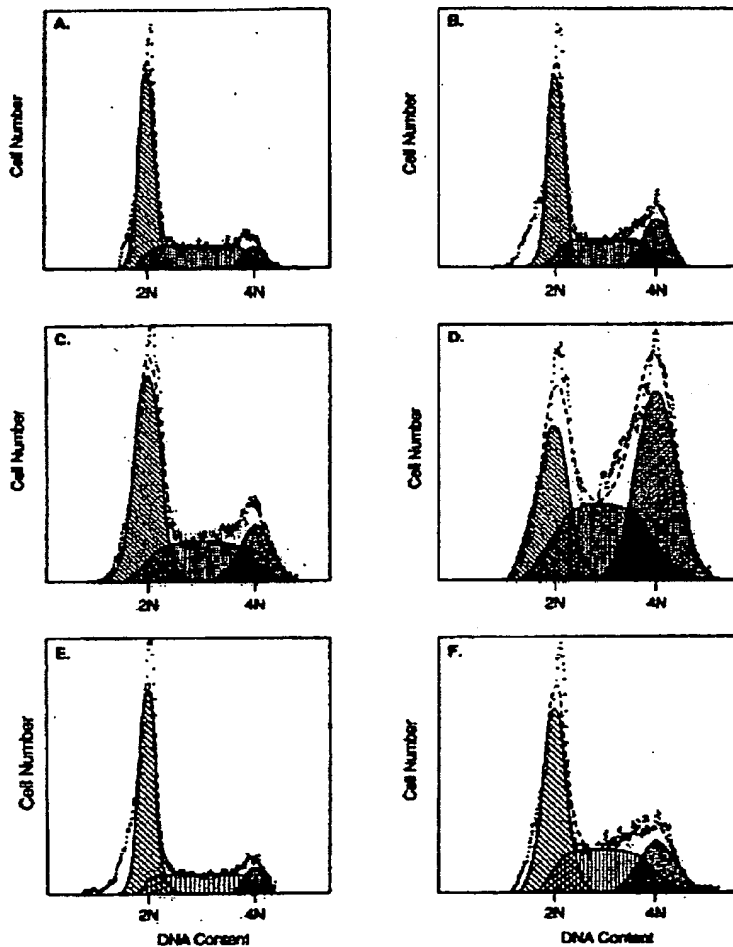 A.
B.
Cell Number
Cell Number
2N 4N
2N 4N
C.
D.
Cell Number
Cell Number
2N 4N
2N 4N
E.
F.
Cell Number
Cell Number
2N 4N
2N 4N
DNA Content
DNA Content